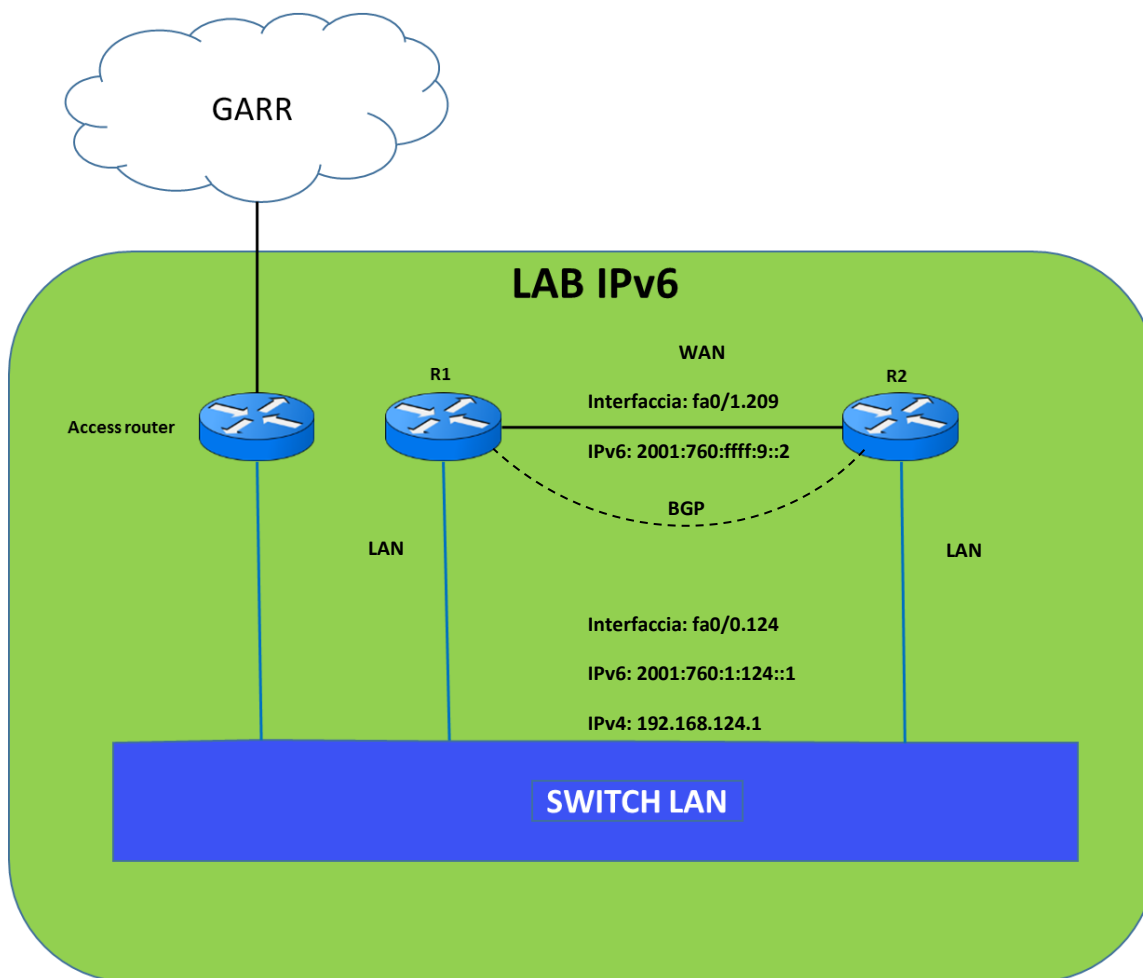 GARR
LAB IPv6
WAN
R1
R2
Interfaccia: fa0/1.209
Access router
IPv6: 2001:760:ffff:9::2
BGP
LAN
LAN
Interfaccia: fa0/0.124
IPv6: 2001:760:1:124::1
IPv4: 192.168.124.1
SWITCH LAN